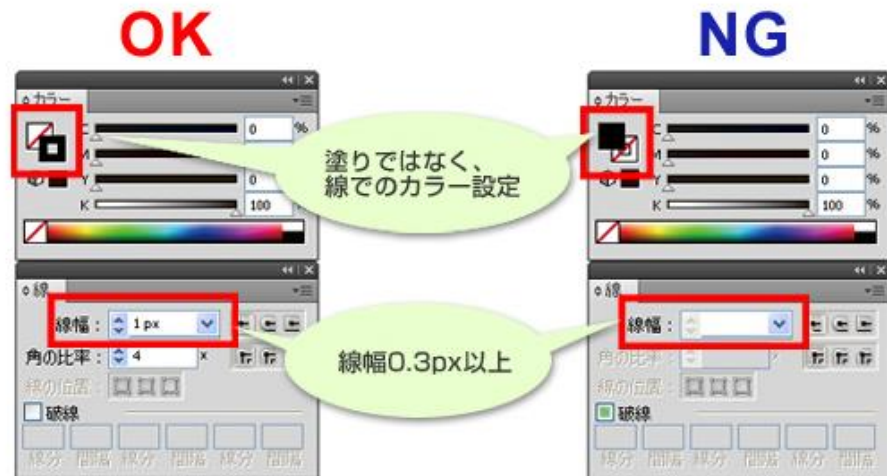 OK
NG
カラー
C 0 %
M 0
Y 0
K 100
塗りではなく、
線でのカラー設定
カラー
C 0 %
M 0 %
Y 0 %
K 100 %
線
線幅： 1 px
角の比率： 4 x
線の位置：
破線
線分 間隔 線分 間隔 線分 間隔
線幅0.3px以上
線
線幅：
角の比率：
線の位置：
破線
線分 間隔 線分 間隔 線分 間隔